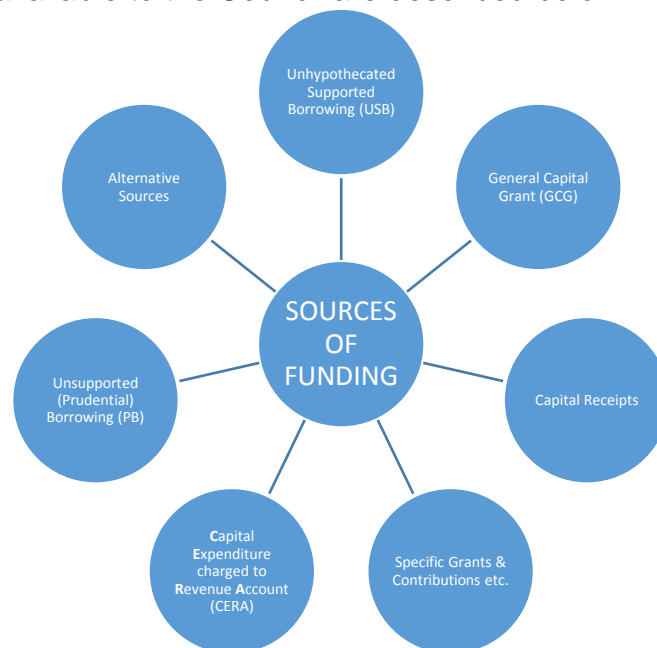 Unhypothecated
Supported
Borrowing (USB)
General Capital
Grant (GCG)
Capital Receipts
Specific Grants &
Contributions etc.
Capital
Expenditure
charged to
Revenue Account
(CERA)
Unsupported
(Prudential)
Borrowing (PB)
Alternative
Sources
SOURCES
OF
FUNDING